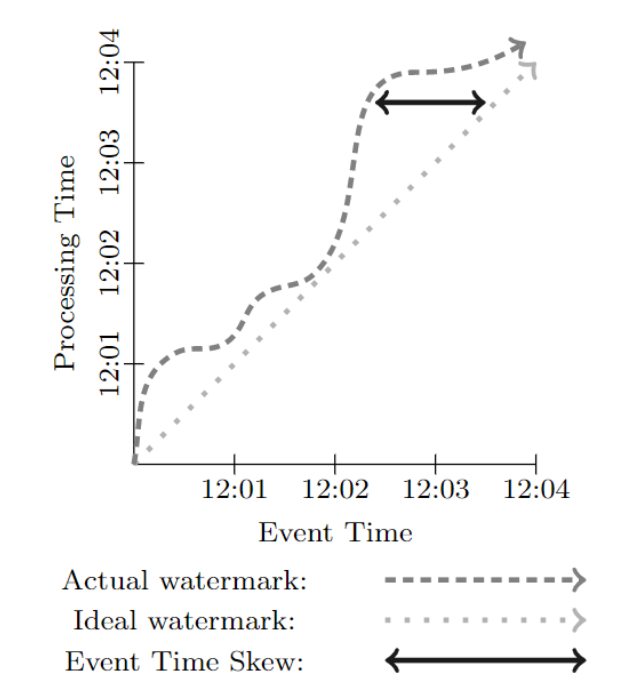 12:04
12:03
12:02
12:01
Processing Time
12:01 12:02 12:03 12:04
Event Time
Actual watermark:
Ideal watermark:
Event Time Skew: